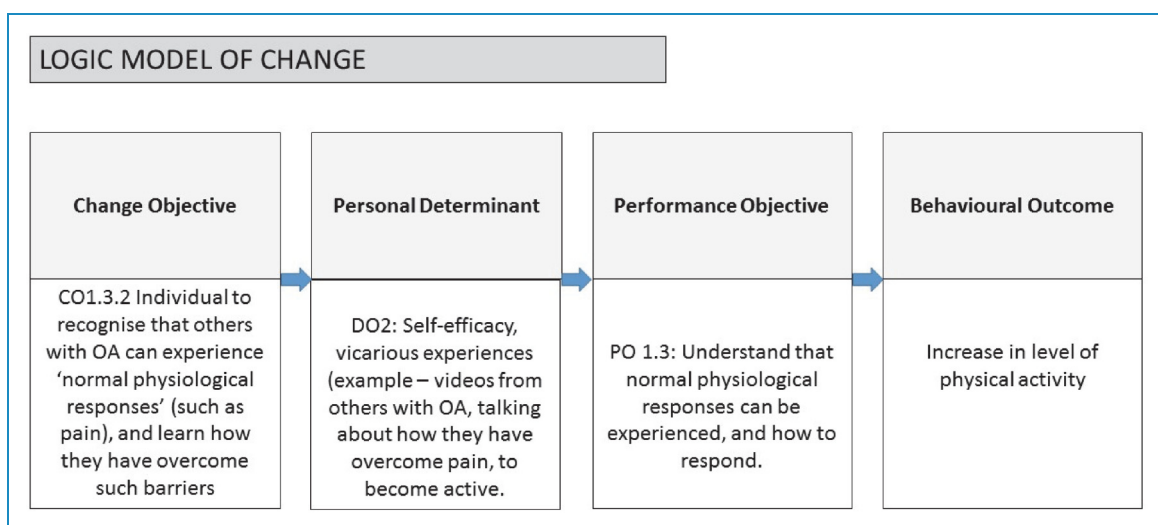 LOGIC MODEL OF CHANGE
Change Objective
CO1.3.2 Individual to
recognise that others
with OA can experience
‘normal physiological
responses’ (such as
pain), and learn how
they have overcome
such barriers
Personal Determinant
DO2: Self-efficacy,
vicarious experiences
(example – videos from
others with OA, talking
about how they have
overcome pain, to
become active.
Performance Objective
PO 1.3: Understand that
normal physiological
responses can be
experienced, and how to
respond.
Behavioural Outcome
Increase in level of
physical activity